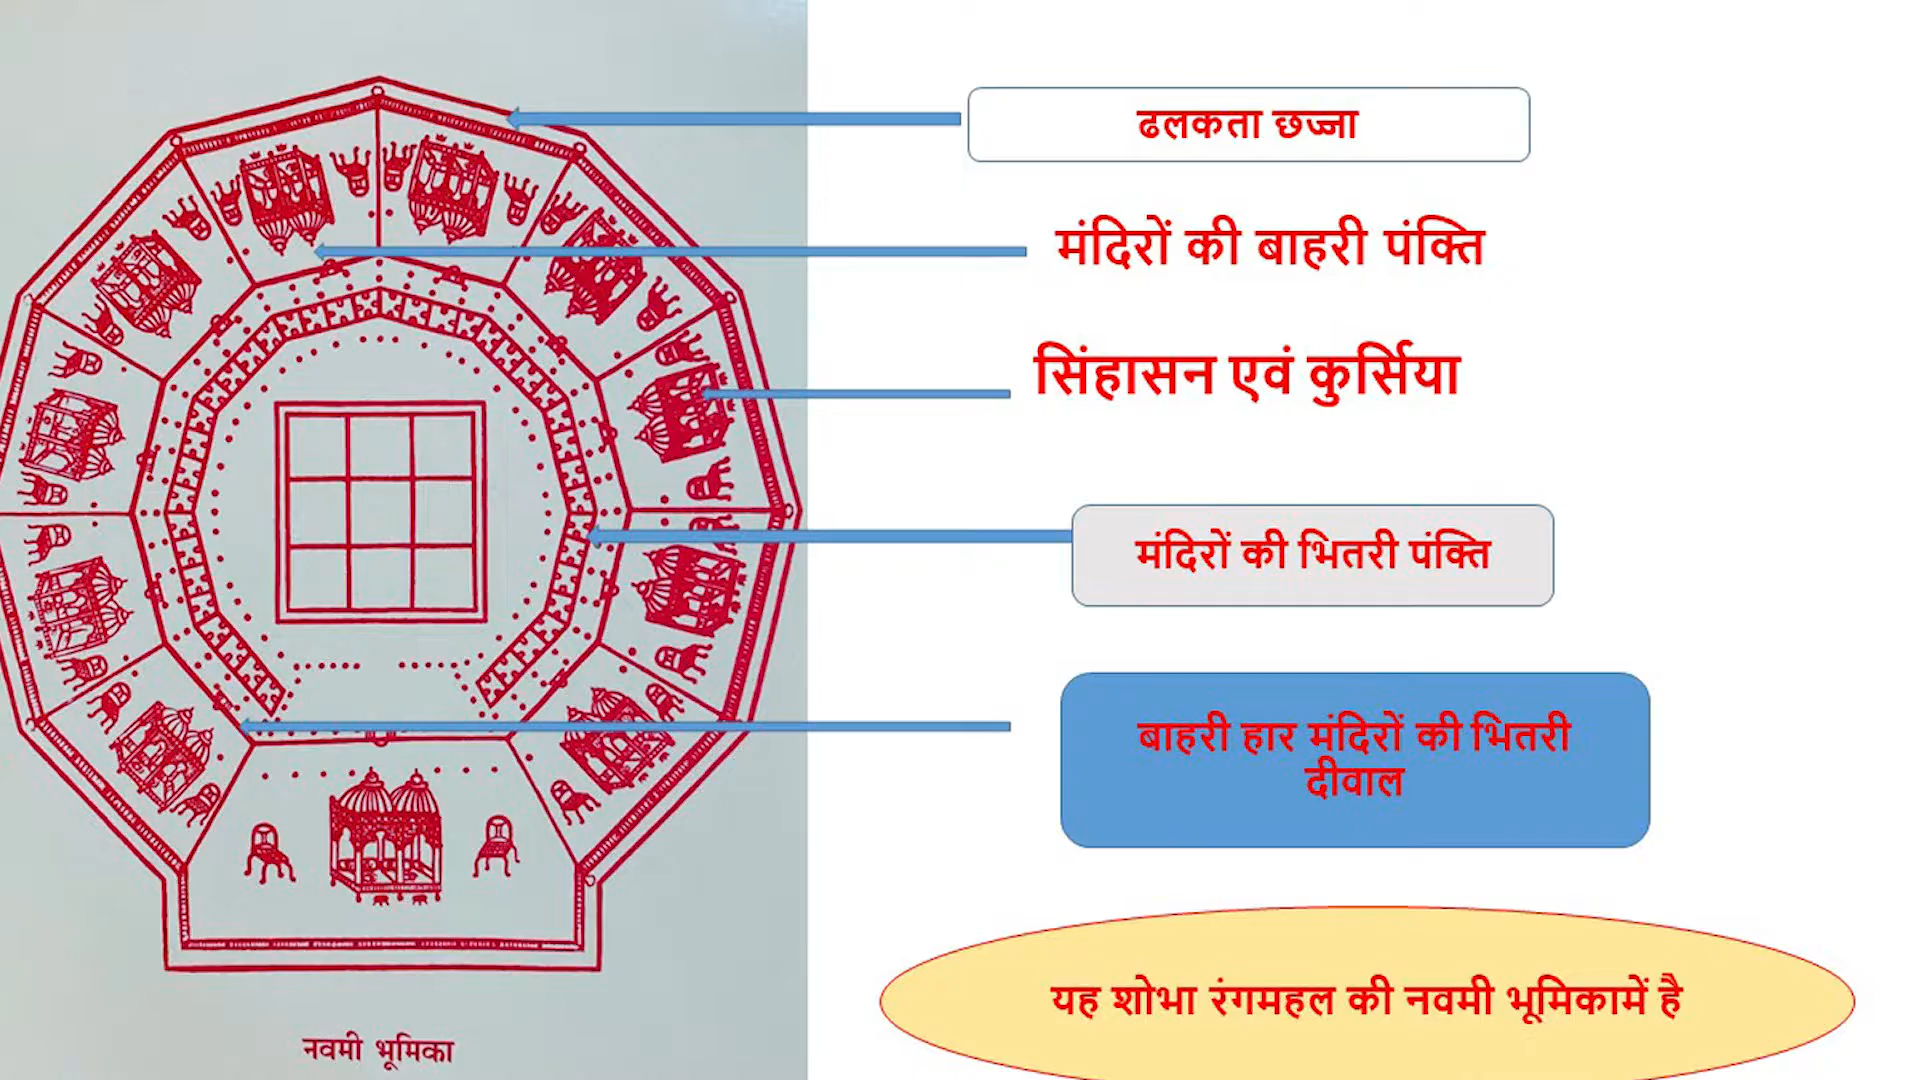 ढलकता छज्जा
मंदिरों की बाहरी पंक्ति
सिंहासन एवं कुर्सिया
मंदिरों की भितरी पंक्ति
बाहरी हार मंदिरों की भितरी
दीवाल
यह शोभा रंगमहल की नवमी भूमिकामें है
नवमी भूमिका